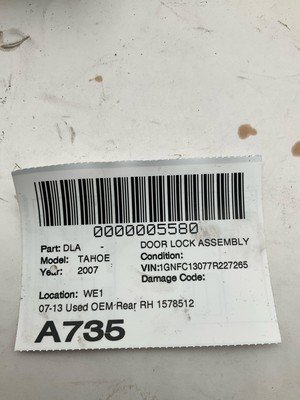 0000005580
Part: DLA - DOOR LOCK ASSEMBLY
Model: TAHOE Condition:
Year: 2007 VIN:1GNFC13077R227265
Damage Code:
Location: WE1
07-13 Used OEM Rear RH 1578512
A735